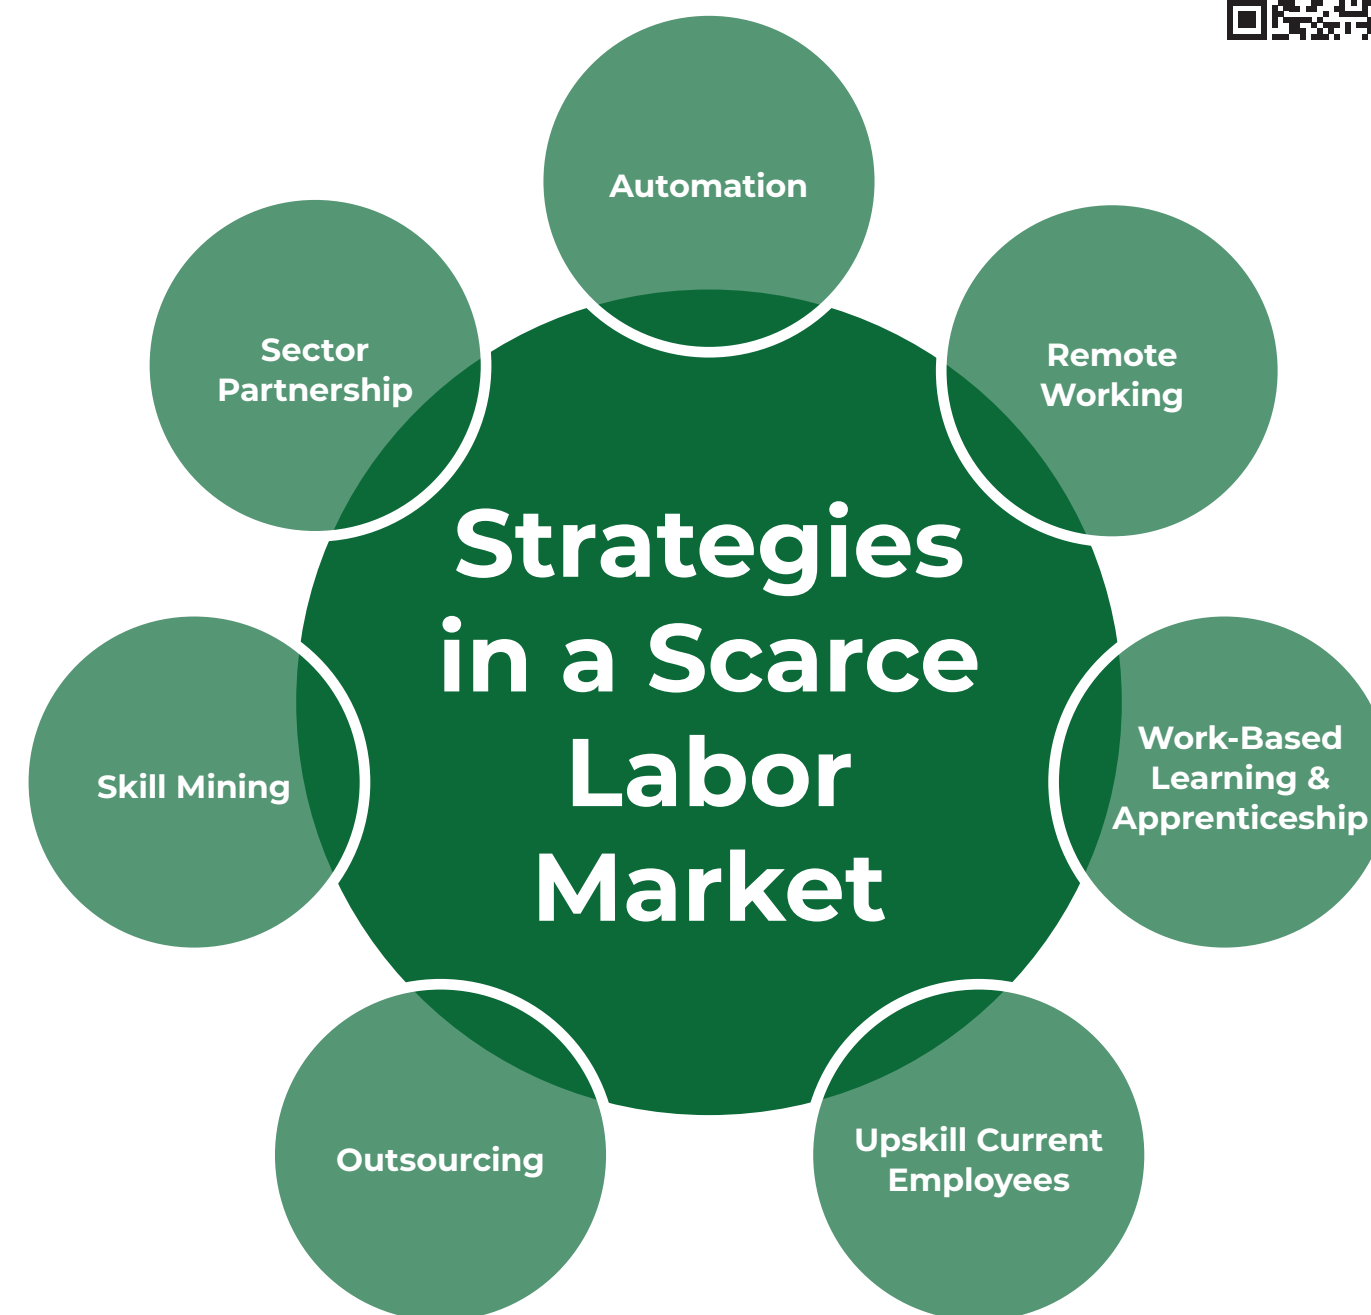 Automation
Remote
Working
Sector
Partnership
Strategies
in a Scarce
Labor
Market
Work-Based
Learning &
Apprenticeship
Skill Mining
Upskill Current
Employees
Outsourcing